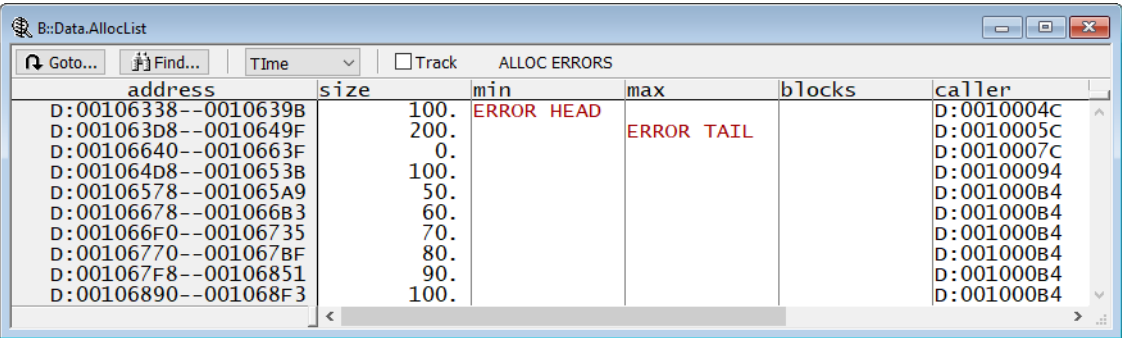 B::Data.AllocList
Goto... Find... TIme Track ALLOC ERRORS
address size min max blocks caller
D:00106338--0010639B 100. ERROR HEAD D:0010004C
D:001063D8--0010649F 200. ERROR TAIL D:0010005C
D:00106640--0010663F 0. D:0010007C
D:001064D8--0010653B 100. D:00100094
D:00106578--001065A9 50. D:001000B4
D:00106678--001066B3 60. D:001000B4
D:001066F0--00106735 70. D:001000B4
D:00106770--001067BF 80. D:001000B4
D:001067F8--00106851 90. D:001000B4
D:00106890--001068F3 100. D:001000B4